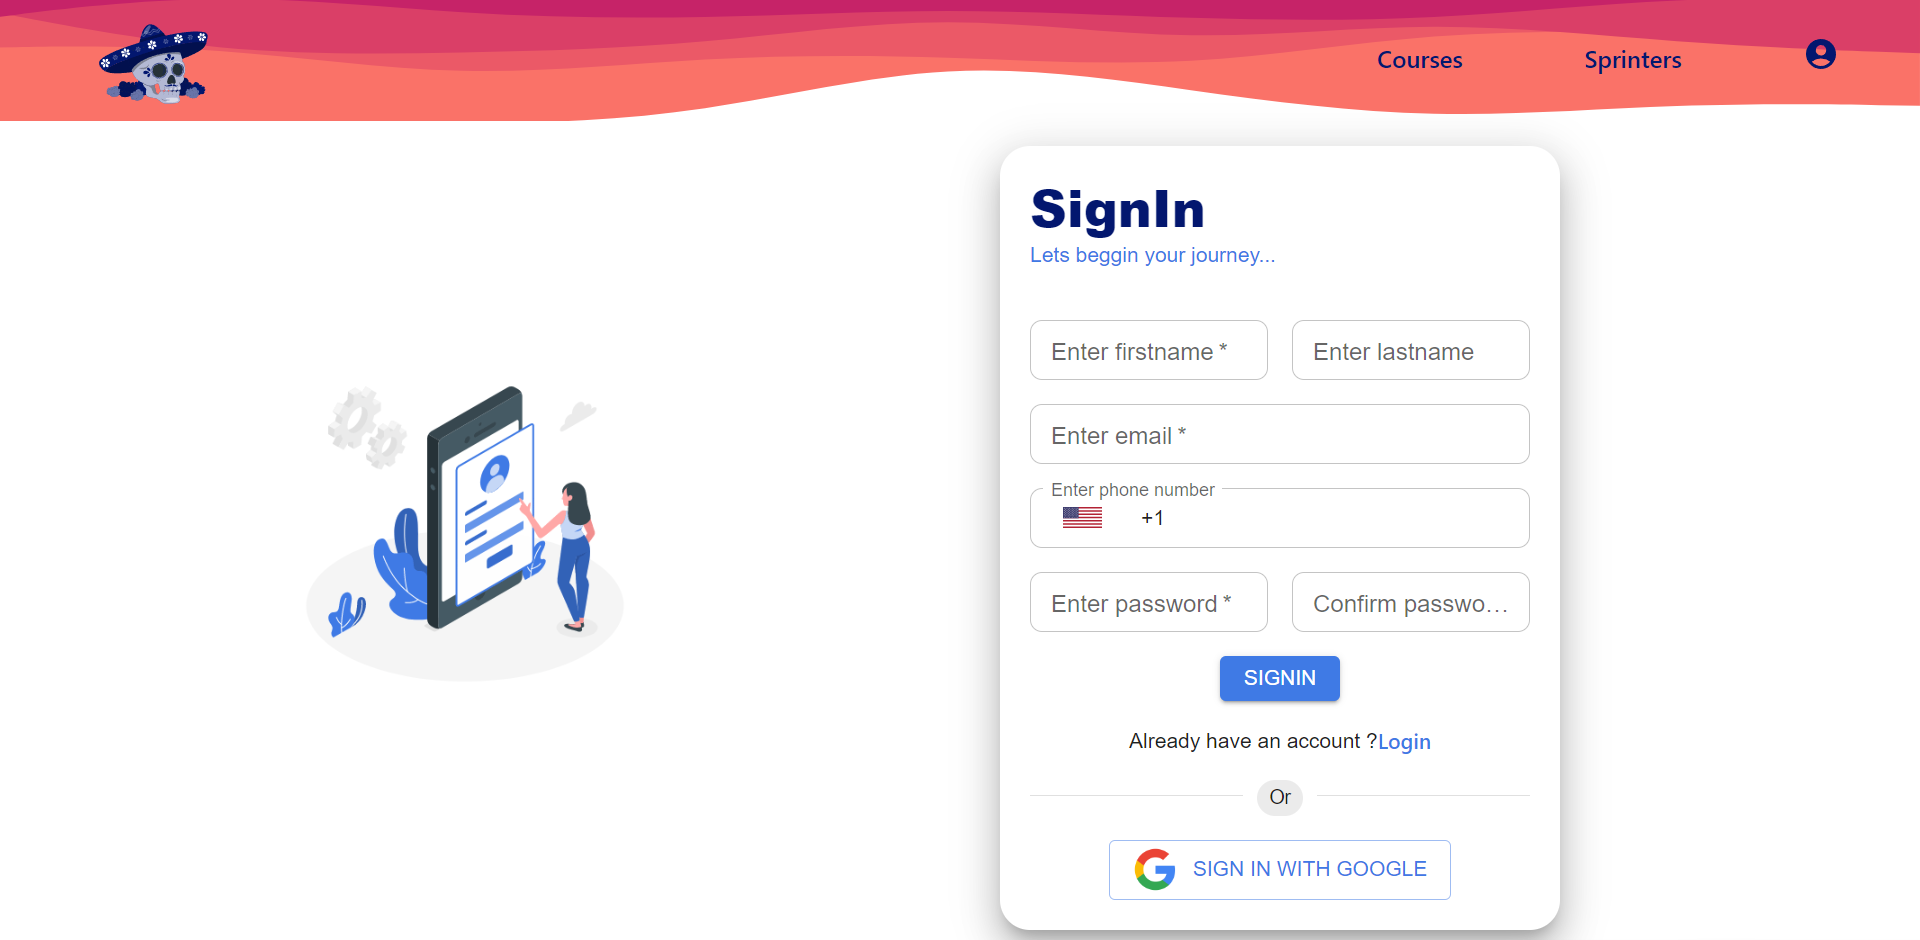 Courses
Sprinters
SignIn
Lets beggin your journey...
Enter firstname *
Enter lastname
Enter email *
Enter phone number
+1
Enter password *
Confirm passwo...
SIGNIN
Already have an account ?Login
Or
SIGN IN WITH GOOGLE